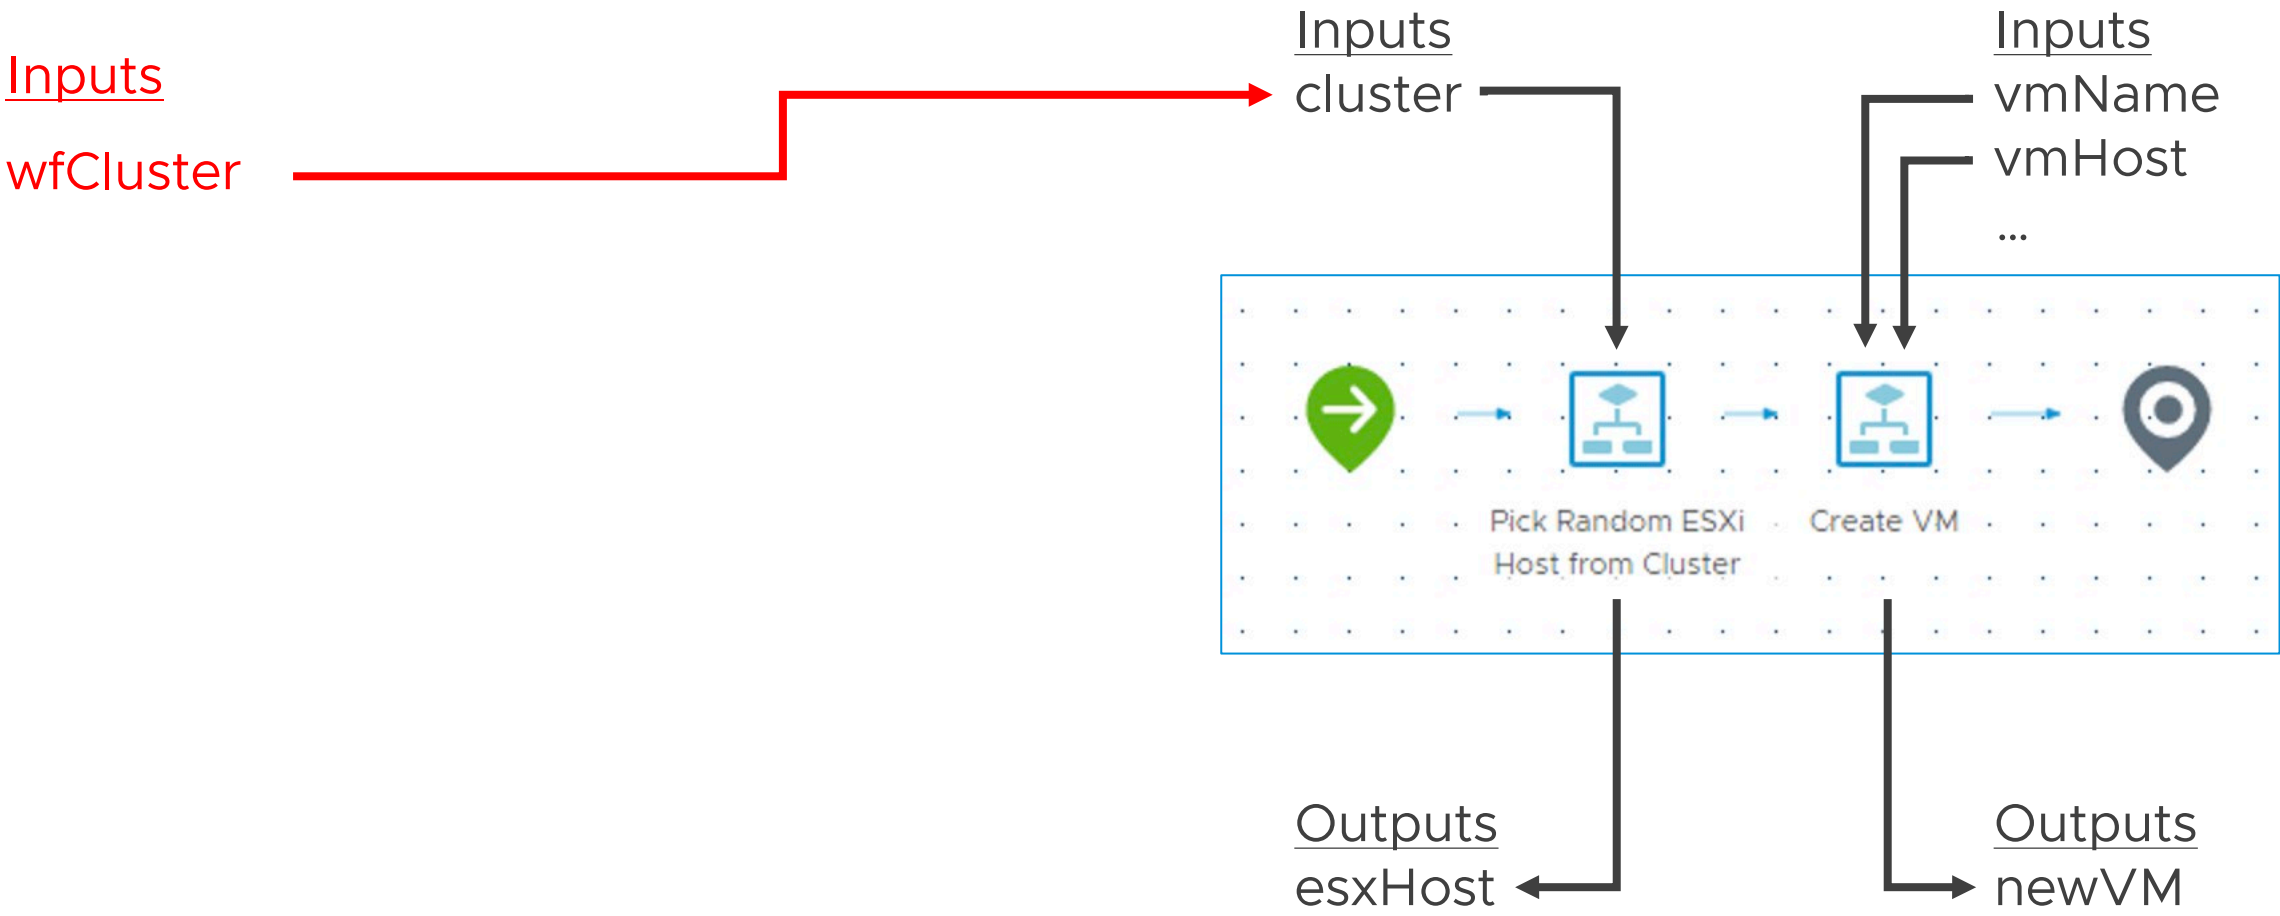 Inputs
wfCluster
Inputs
cluster
Inputs
vmName
vmHost
...
Pick Random ESXi
Host from Cluster
Create VM
Outputs
esxHost
Outputs
newVM